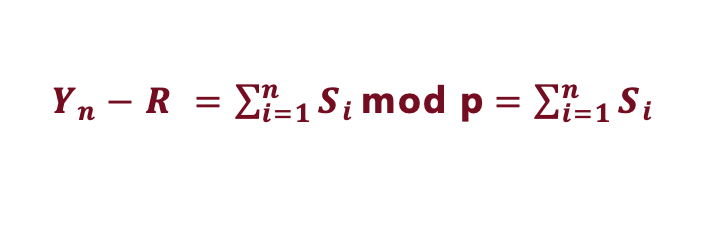 Yₙ − R = ∑ⁿᵢ₌₁ Sᵢ mod p = ∑ⁿᵢ₌₁ Sᵢ